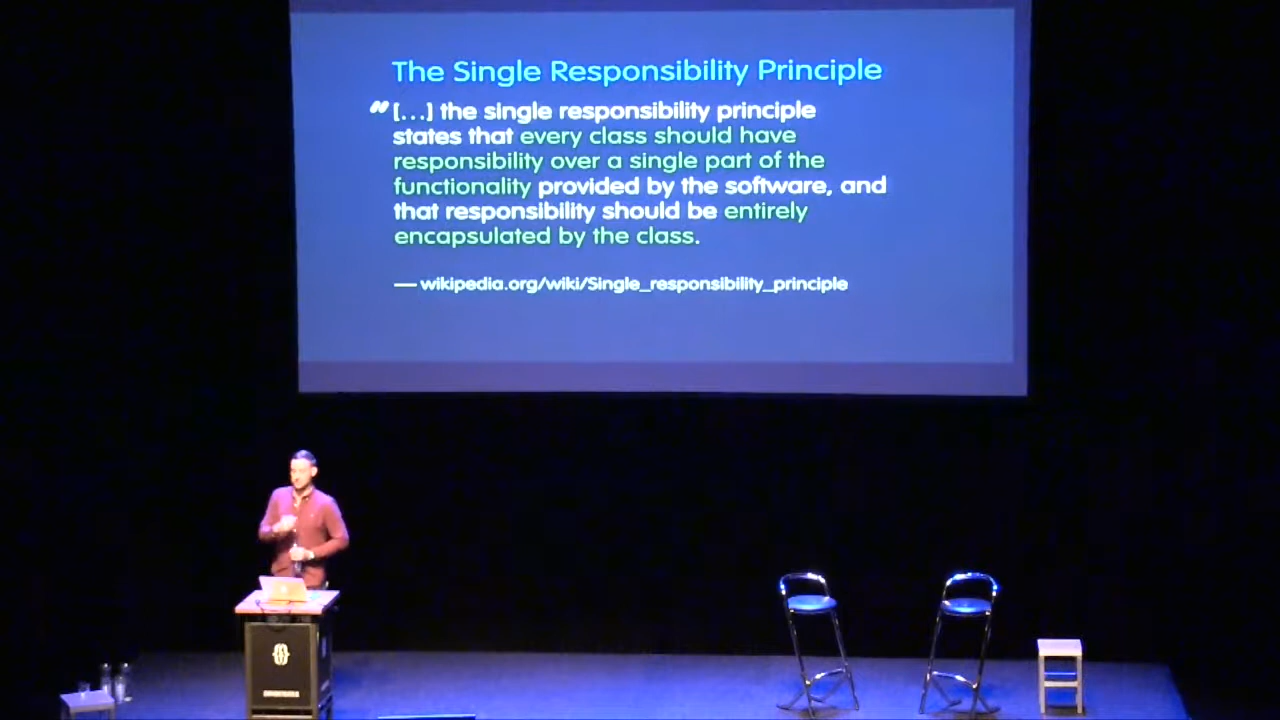 The Single Responsibility Principle
“[...] the single responsibility principle
states that every class should have
responsibility over a single part of the
functionality provided by the software, and
that responsibility should be entirely
encapsulated by the class.
— wikipedia.org/wiki/Single_responsibility_principle
{}